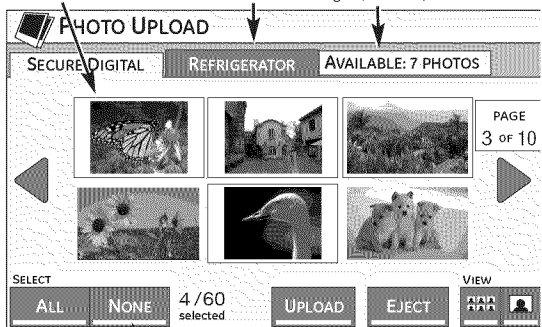 PHOTO UPLOAD
SECURE DIGITAL
REFRIGERATOR
AVAILABLE: 7 PHOTOS
PAGE
3 OF 10
SELECT
ALL
NONE
4/60
selected
UPLOAD
EJECT
VIEW